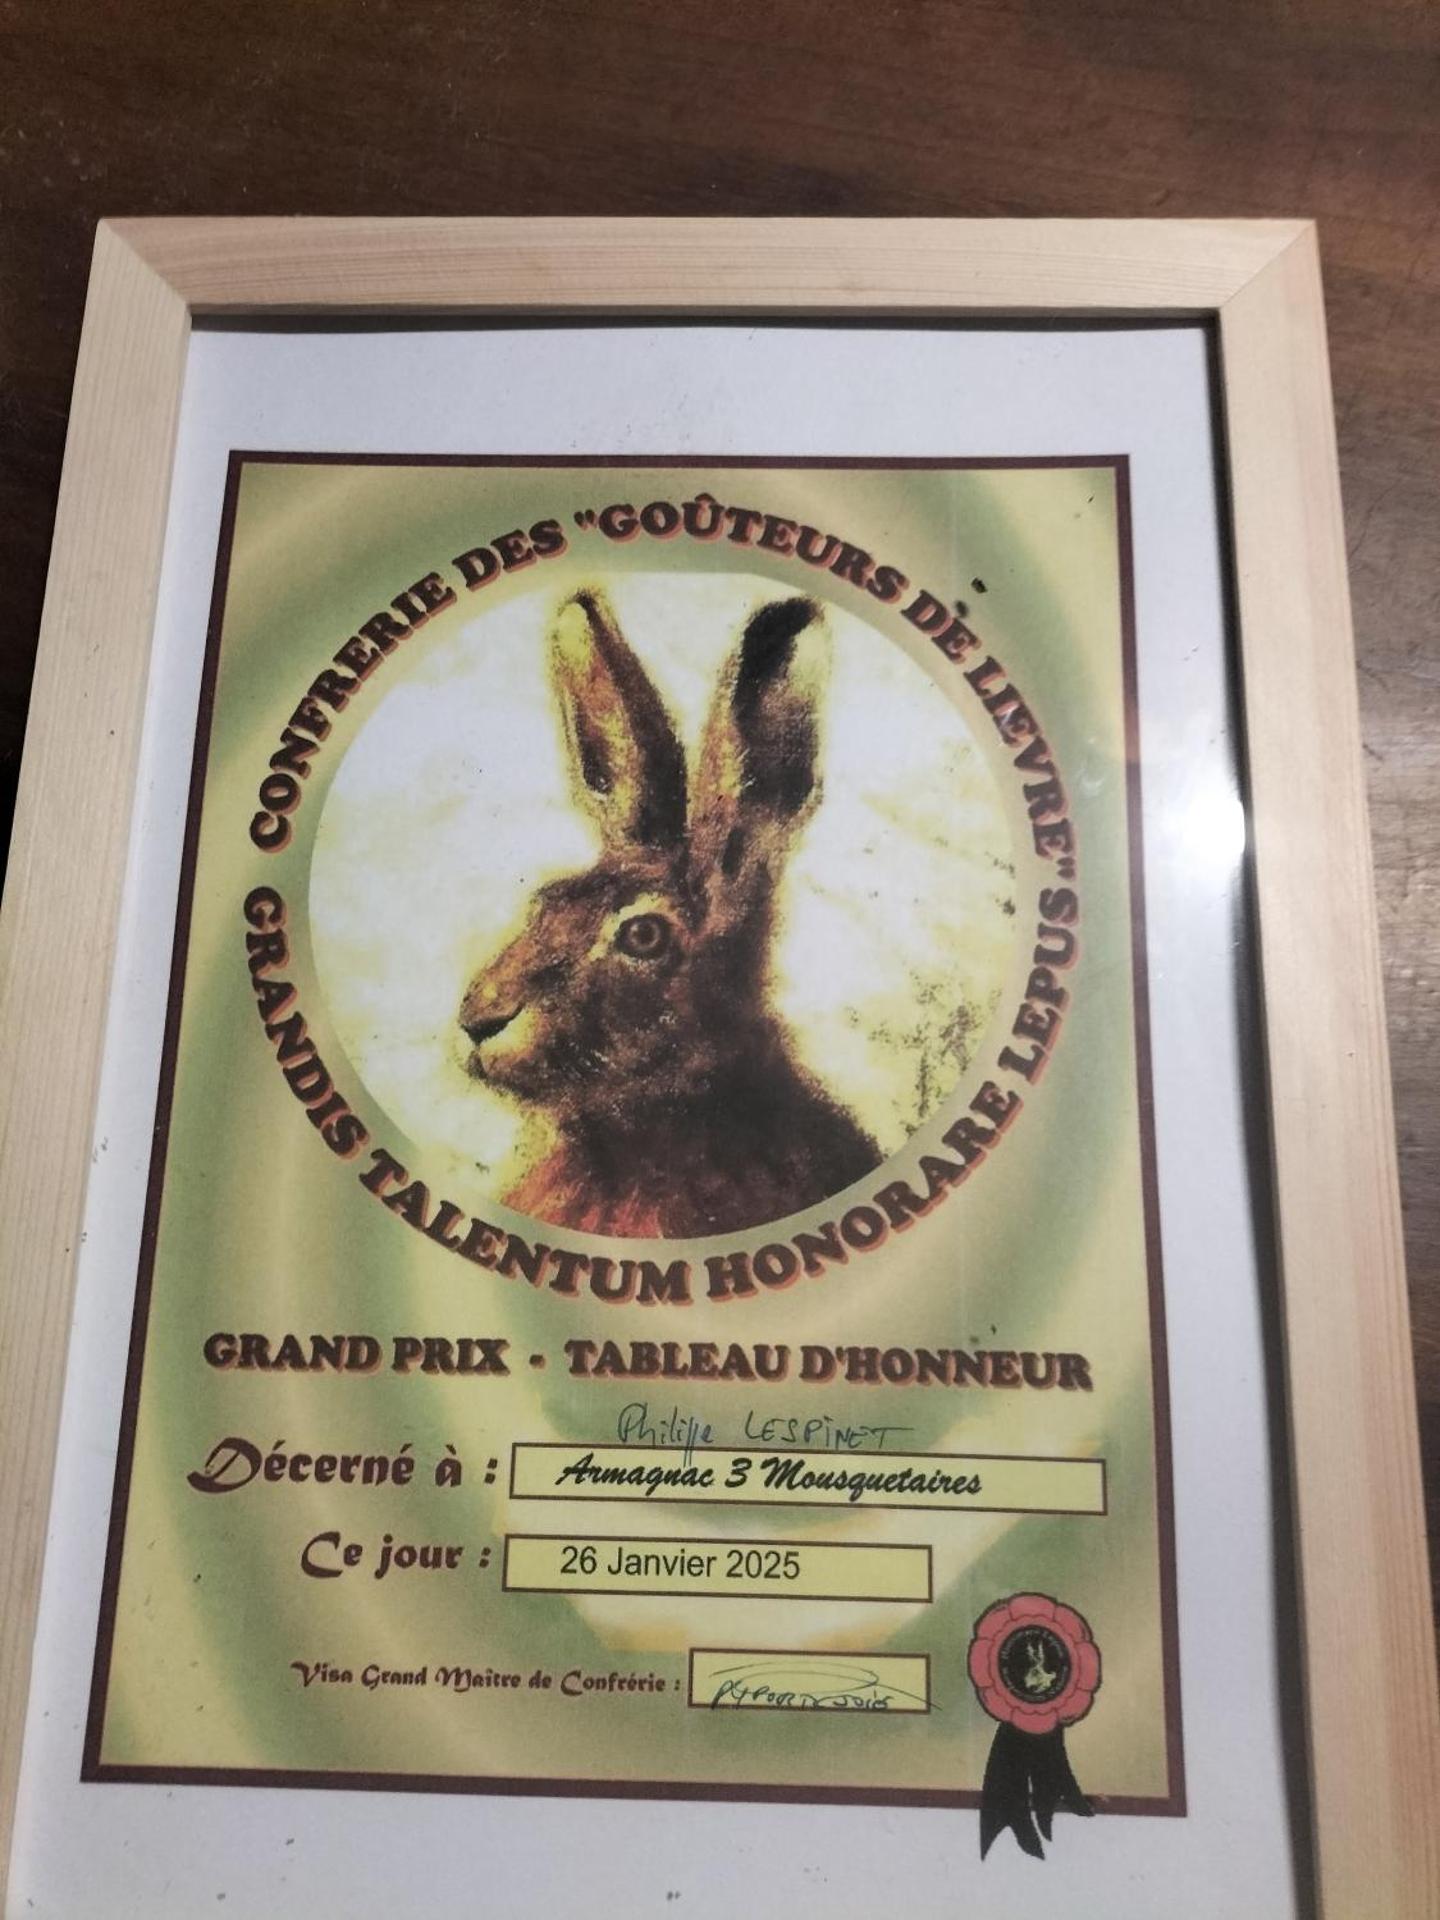 CONFRERIE DES "GOÛTEURS DE LIEVRE"
GRANDIS TALENTUM HONORARE LEPUS
GRAND PRIX - TABLEAU D'HONNEUR
Philippe LESPINET
Décerné à : Armagnac 3 Mousquetaires
Ce jour : 26 Janvier 2025
Visa Grand Maître de Confrérie :